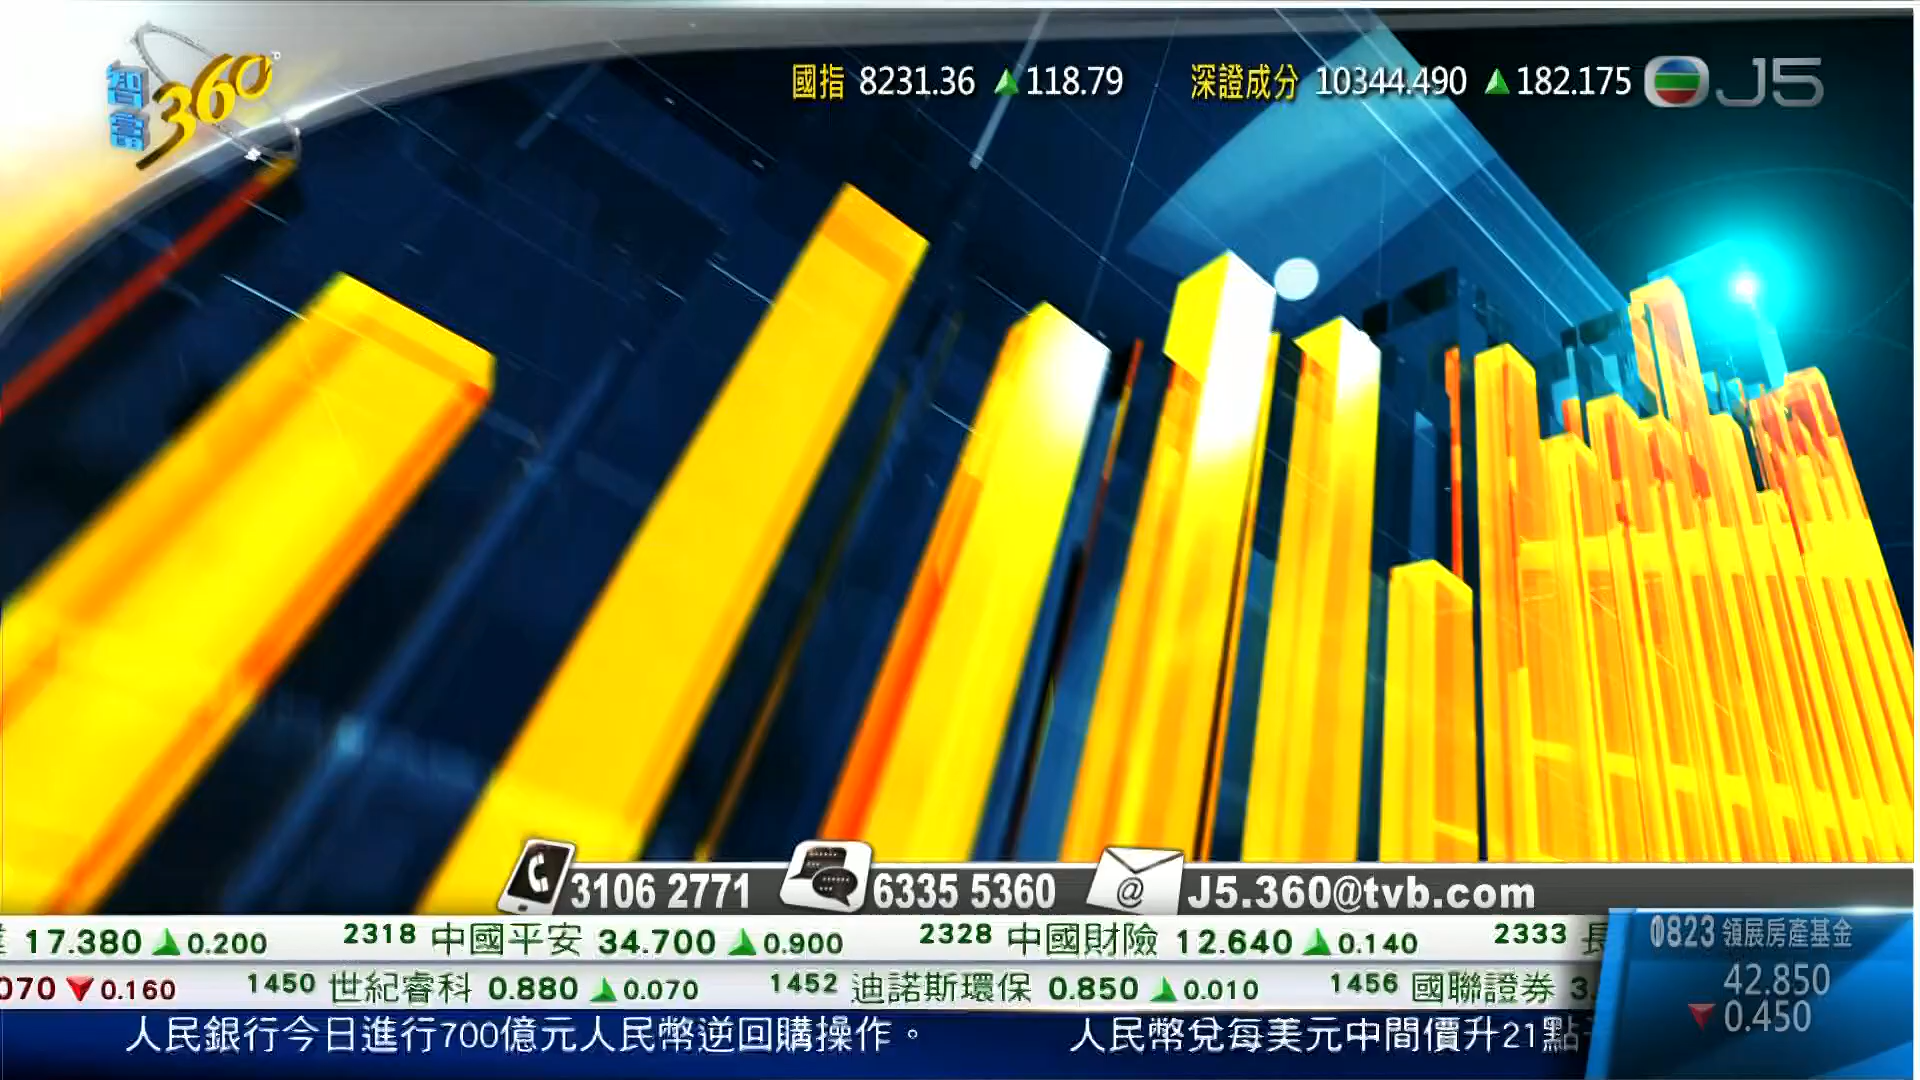 智富360
國指 8231.36 ▲118.79 深證成分 10344.490 ▲182.175 J5
3106 2771 6335 5360 J5.360@tvb.com
17.380 ▲0.200 2318 中國平安 34.700 ▲0.900 2328 中國財險 12.640 ▲0.140 2333
070 ▼0.160 1450 世紀睿科 0.880 ▲0.070 1452 迪諾斯環保 0.850 ▲0.010 1456 國聯證券 3
0823 領展房產基金
42.850
▼0.450
人民銀行今日進行700億元人民幣逆回購操作。 人民幣兌每美元中間價升21點